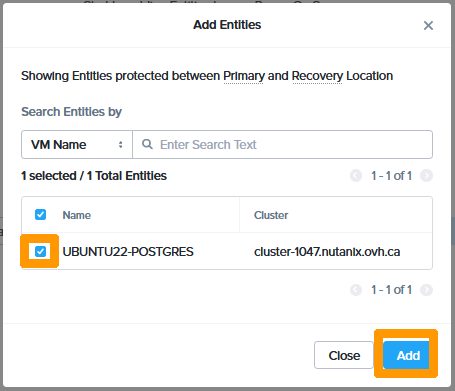 Add Entities
Showing Entities protected between Primary and Recovery Location
Search Entities by
VM Name
Enter Search Text
1 selected / 1 Total Entities
1 - 1 of 1
Name
Cluster
UBUNTU22-POSTGRES
cluster-1047.nutanix.ovh.ca
1 - 1 of 1
Close
Add